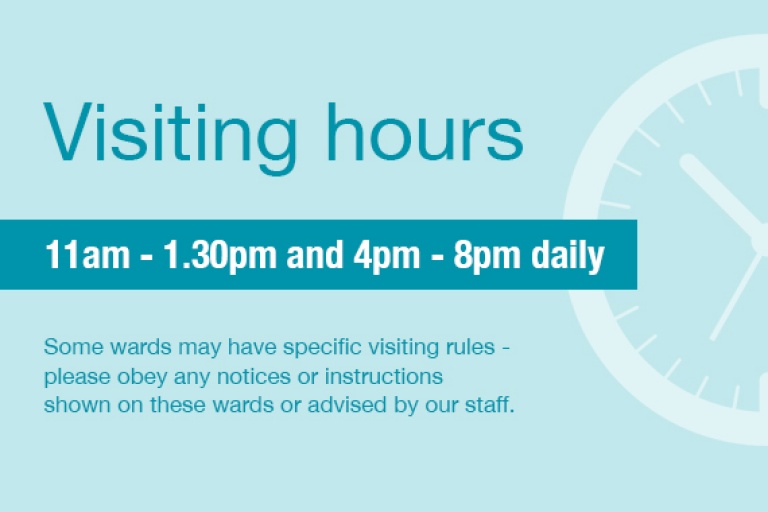 Visiting hours
11am - 1.30pm and 4pm - 8pm daily
Some wards may have specific visiting rules -
please obey any notices or instructions
shown on these wards or advised by our staff.